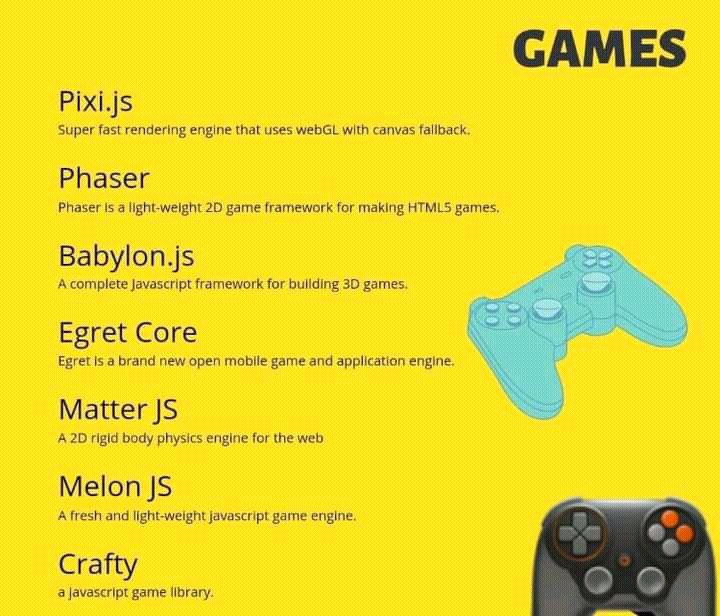 GAMES
Pixi.js
Super fast rendering engine that uses webGL with canvas fallback.
Phaser
Phaser is a light-weight 2D game framework for making HTML5 games.
Babylon.js
A complete Javascript framework for building 3D games.
Egret Core
Egret is a brand new open mobile game and application engine.
Matter JS
A 2D rigid body physics engine for the web
Melon JS
A fresh and light-weight javascript game engine.
Crafty
a javascript game library.